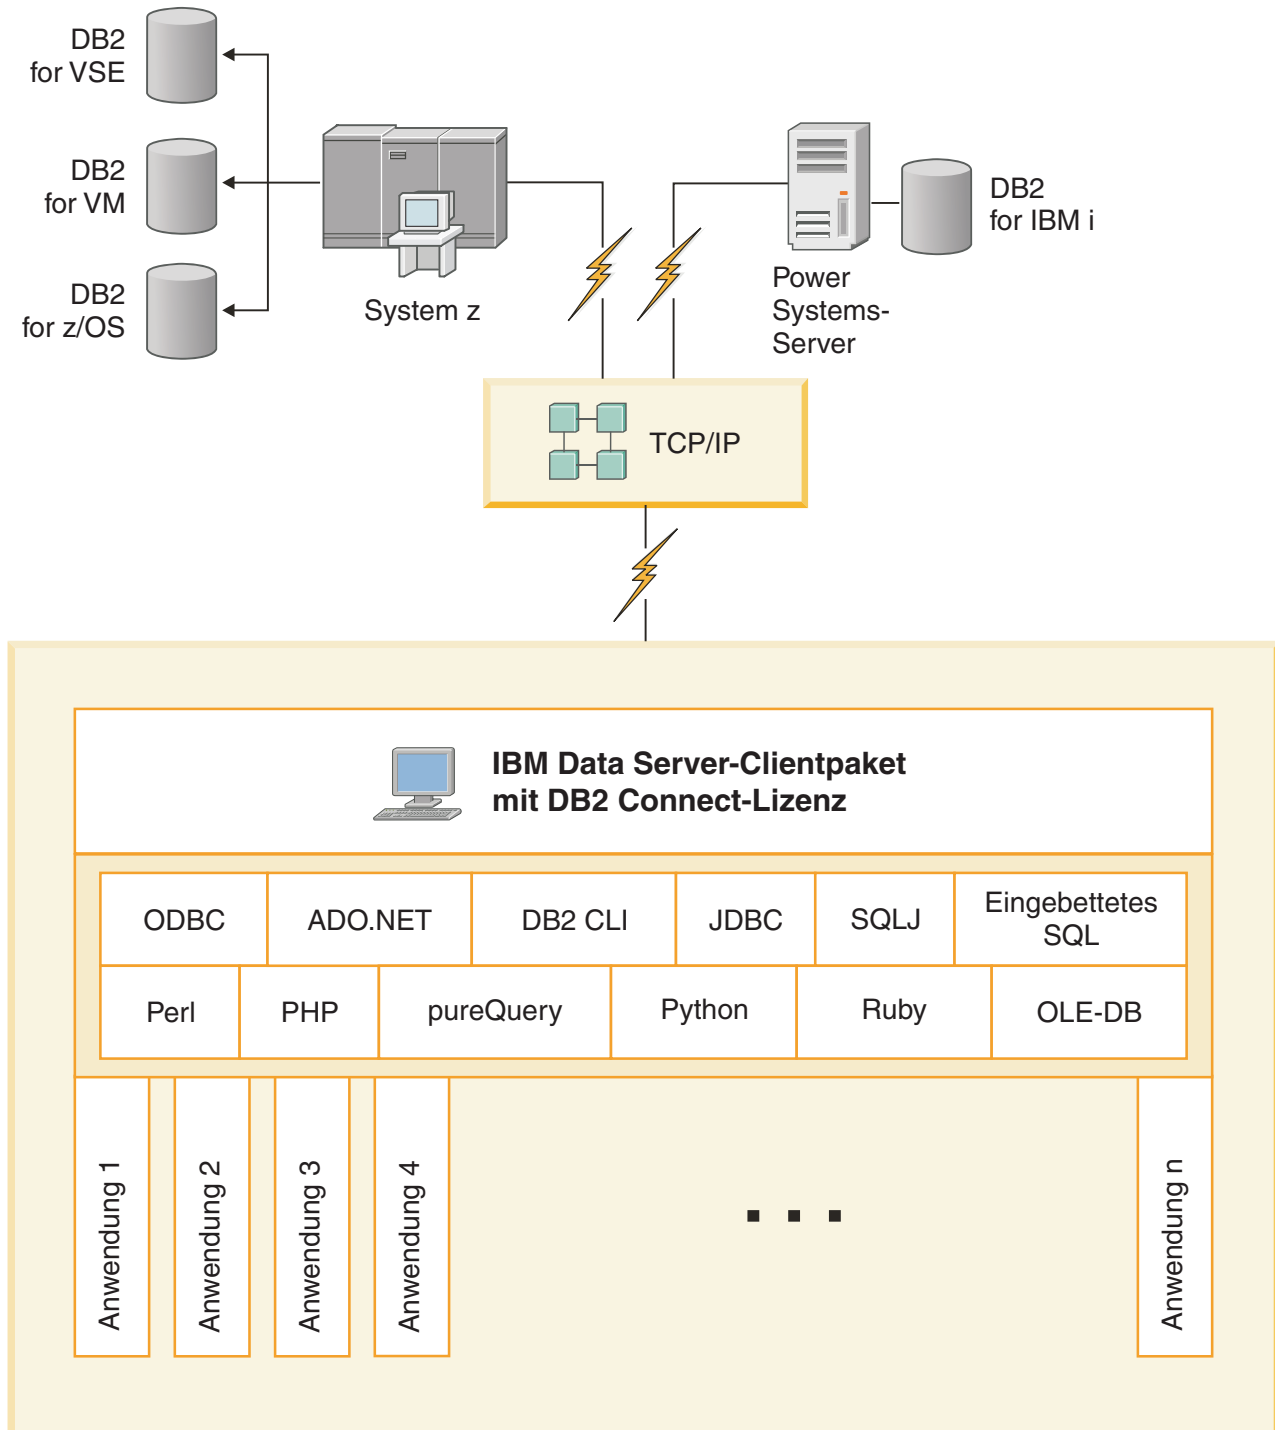 DB2
for VSE
DB2
for VM
DB2
for z/OS
System z
Power
Systems-
Server
DB2
for IBM i
TCP/IP
IBM Data Server-Clientpaket
mit DB2 Connect-Lizenz
ODBC
ADO.NET
DB2 CLI
JDBC
SQLJ
Eingebettetes
SQL
Perl
PHP
pureQuery
Python
Ruby
OLE-DB
Anwendung 1
Anwendung 2
Anwendung 3
Anwendung 4
. . .
Anwendung n